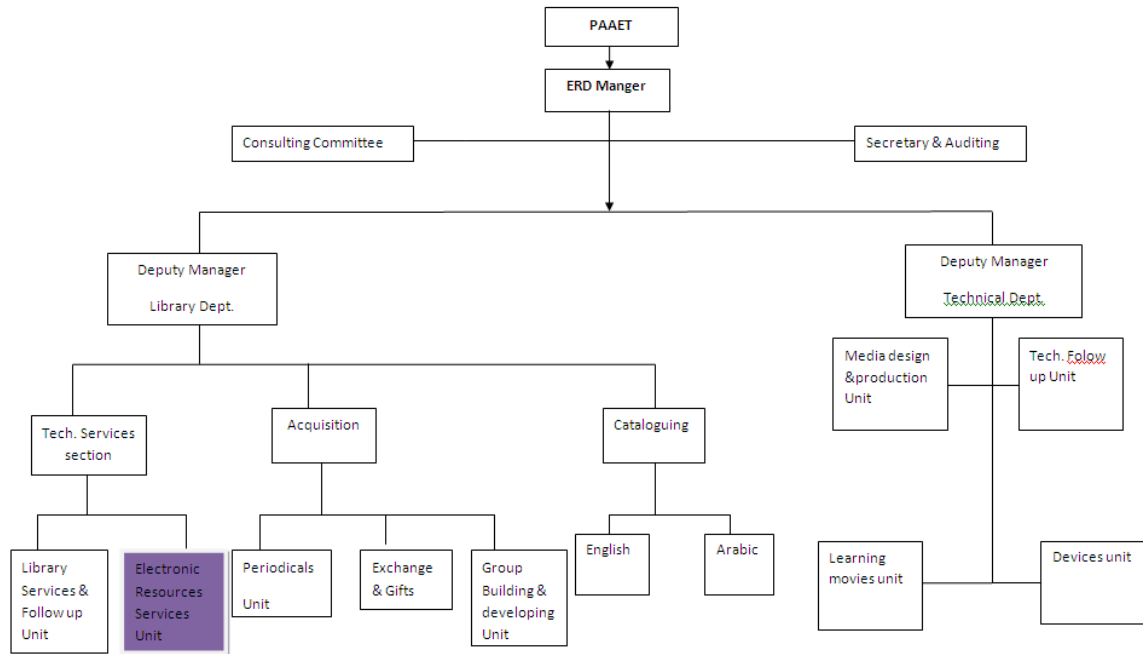 PAAET
ERD Manger
Consulting Committee
Secretary & Auditing
Deputy Manager
Library Dept.
Deputy Manager
Technical Dept.
Media design
&production
Unit
Tech. Folow
up Unit
Tech. Services
section
Acquisition
Cataloguing
Library
Services &
Follow up
Unit
Electronic
Resources
Services
Unit
Periodicals
Unit
Exchange
& Gifts
Group
Building &
developing
Unit
English
Arabic
Learning
movies unit
Devices unit